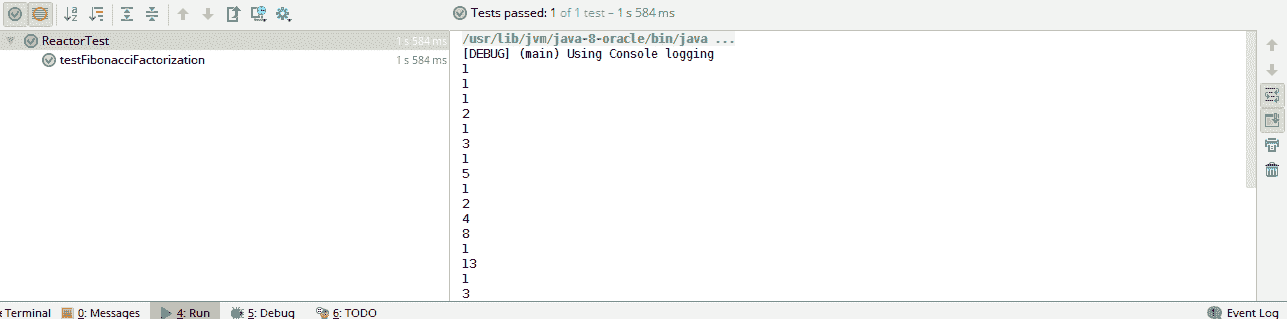 Tests passed: 1 of 1 test – 1 s 584 ms
ReactorTest 1 s 584 ms
testFibonacciFactorization 1 s 584 ms
/usr/lib/jvm/java-8-oracle/bin/java ...
[DEBUG] (main) Using Console logging
1
1
1
2
1
3
1
5
1
2
4
8
1
13
1
3
Terminal 0: Messages 4: Run 5: Debug 6: TODO Event Log